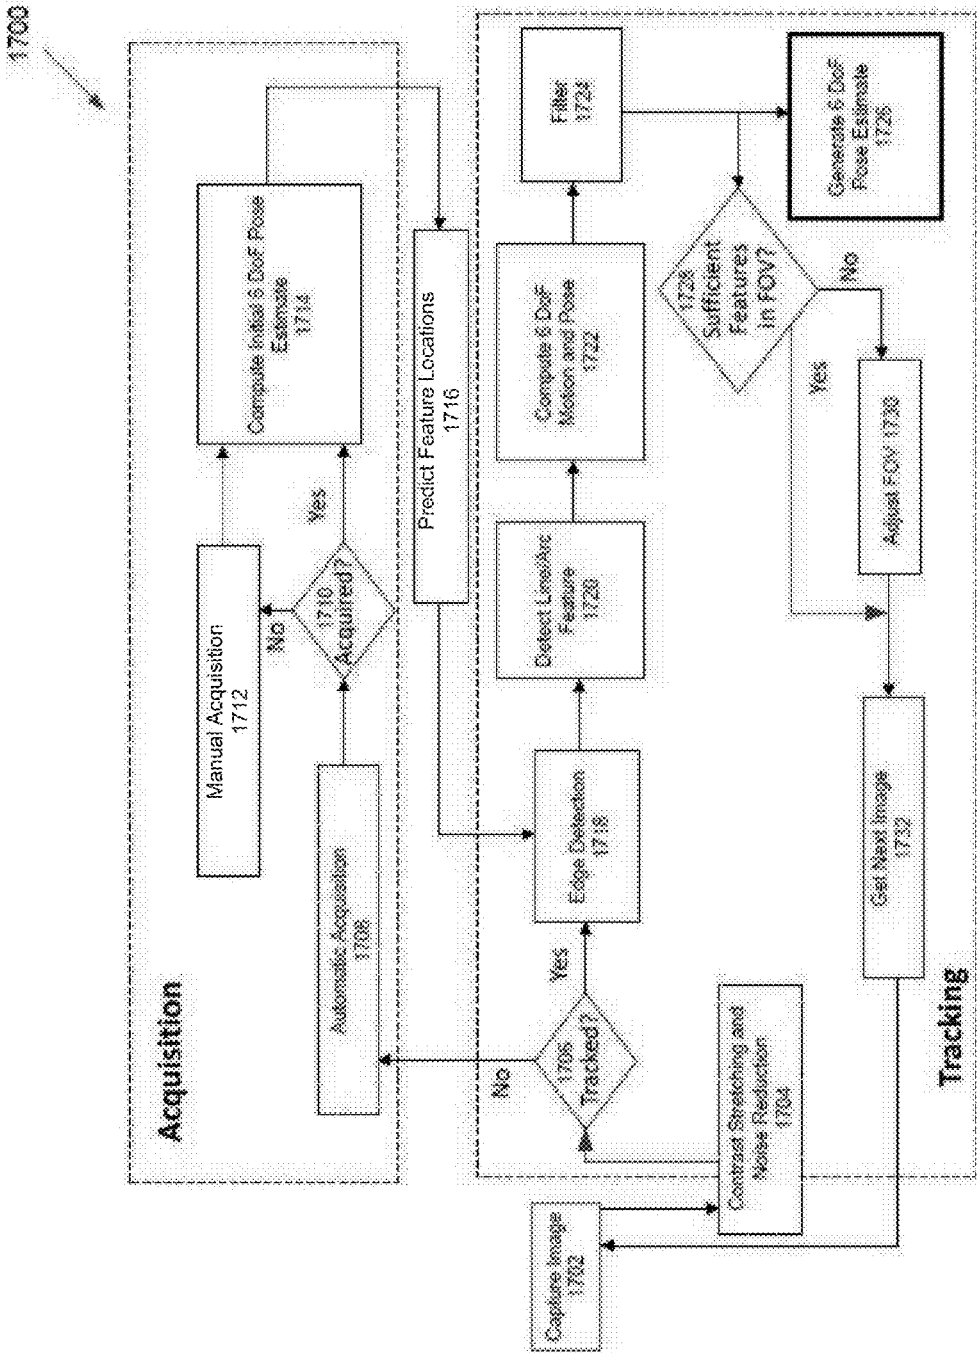 1700
Acquisition
Automatic Acquisition
1708
Manual Acquisition
1712
1710
Acquired?
No
Yes
Compute Initial 6 DoF Pose
Estimate
1714
Predict Feature Locations
1716
Capture Image
1702
Contrast Stretching and
Noise Reduction
1704
1706
Tracked?
No
Yes
Edge Detection
1718
Detect Line/Arc
Feature
1720
Compute 6 DoF
Motion and Pose
1722
Filter
1724
Generate 6 DoF
Pose Estimate
1726
1728
Sufficient
Features
in FOV?
No
Yes
Adjust FOV 1730
Get Next Image
1732
Tracking